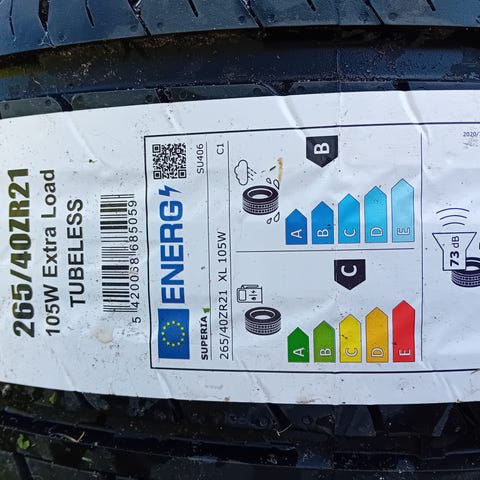 265/40ZR21
105W Extra Load
TUBELESS
5 420068 685059
ENERG
SUPERIA
SU406
265/40ZR21 XL 105W
C1
B
A
B
C
D
E
C
A
B
C
D
E
73 dB
2020/